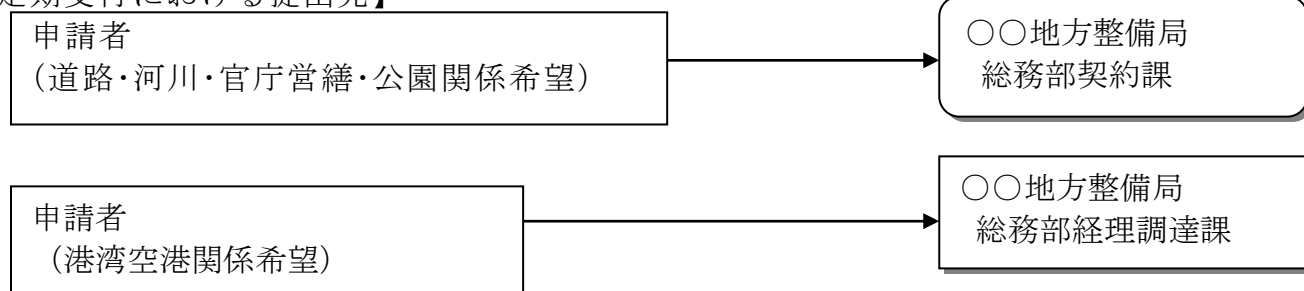 定期受付における提出先】
申請者
(道路・河川・官庁営繕・公園関係希望)
○○地方整備局
総務部契約課
申請者
(港湾空港関係希望)
○○地方整備局
総務部経理調達課